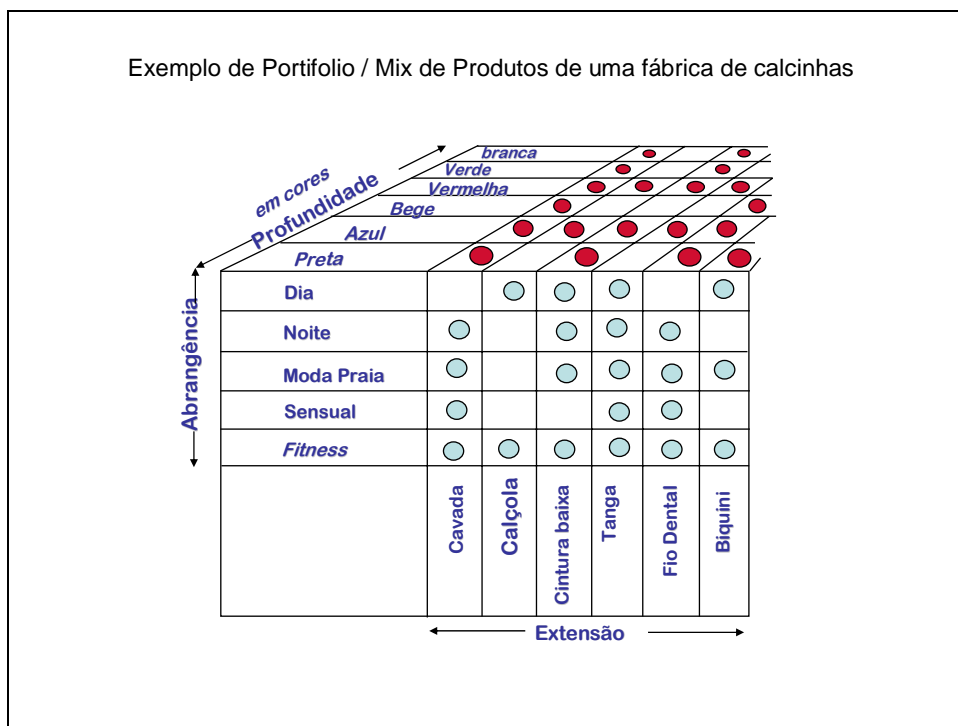 Exemplo de Portifolio / Mix de Produtos de uma fábrica de calcinhas
em cores
Profundidade
branca
Verde
Vermelha
Bege
Azul
Preta
Abrangência
Dia
Noite
Moda Praia
Sensual
Fitness
Cavada
Calçola
Cintura baixa
Tanga
Fio Dental
Biquini
Extensão